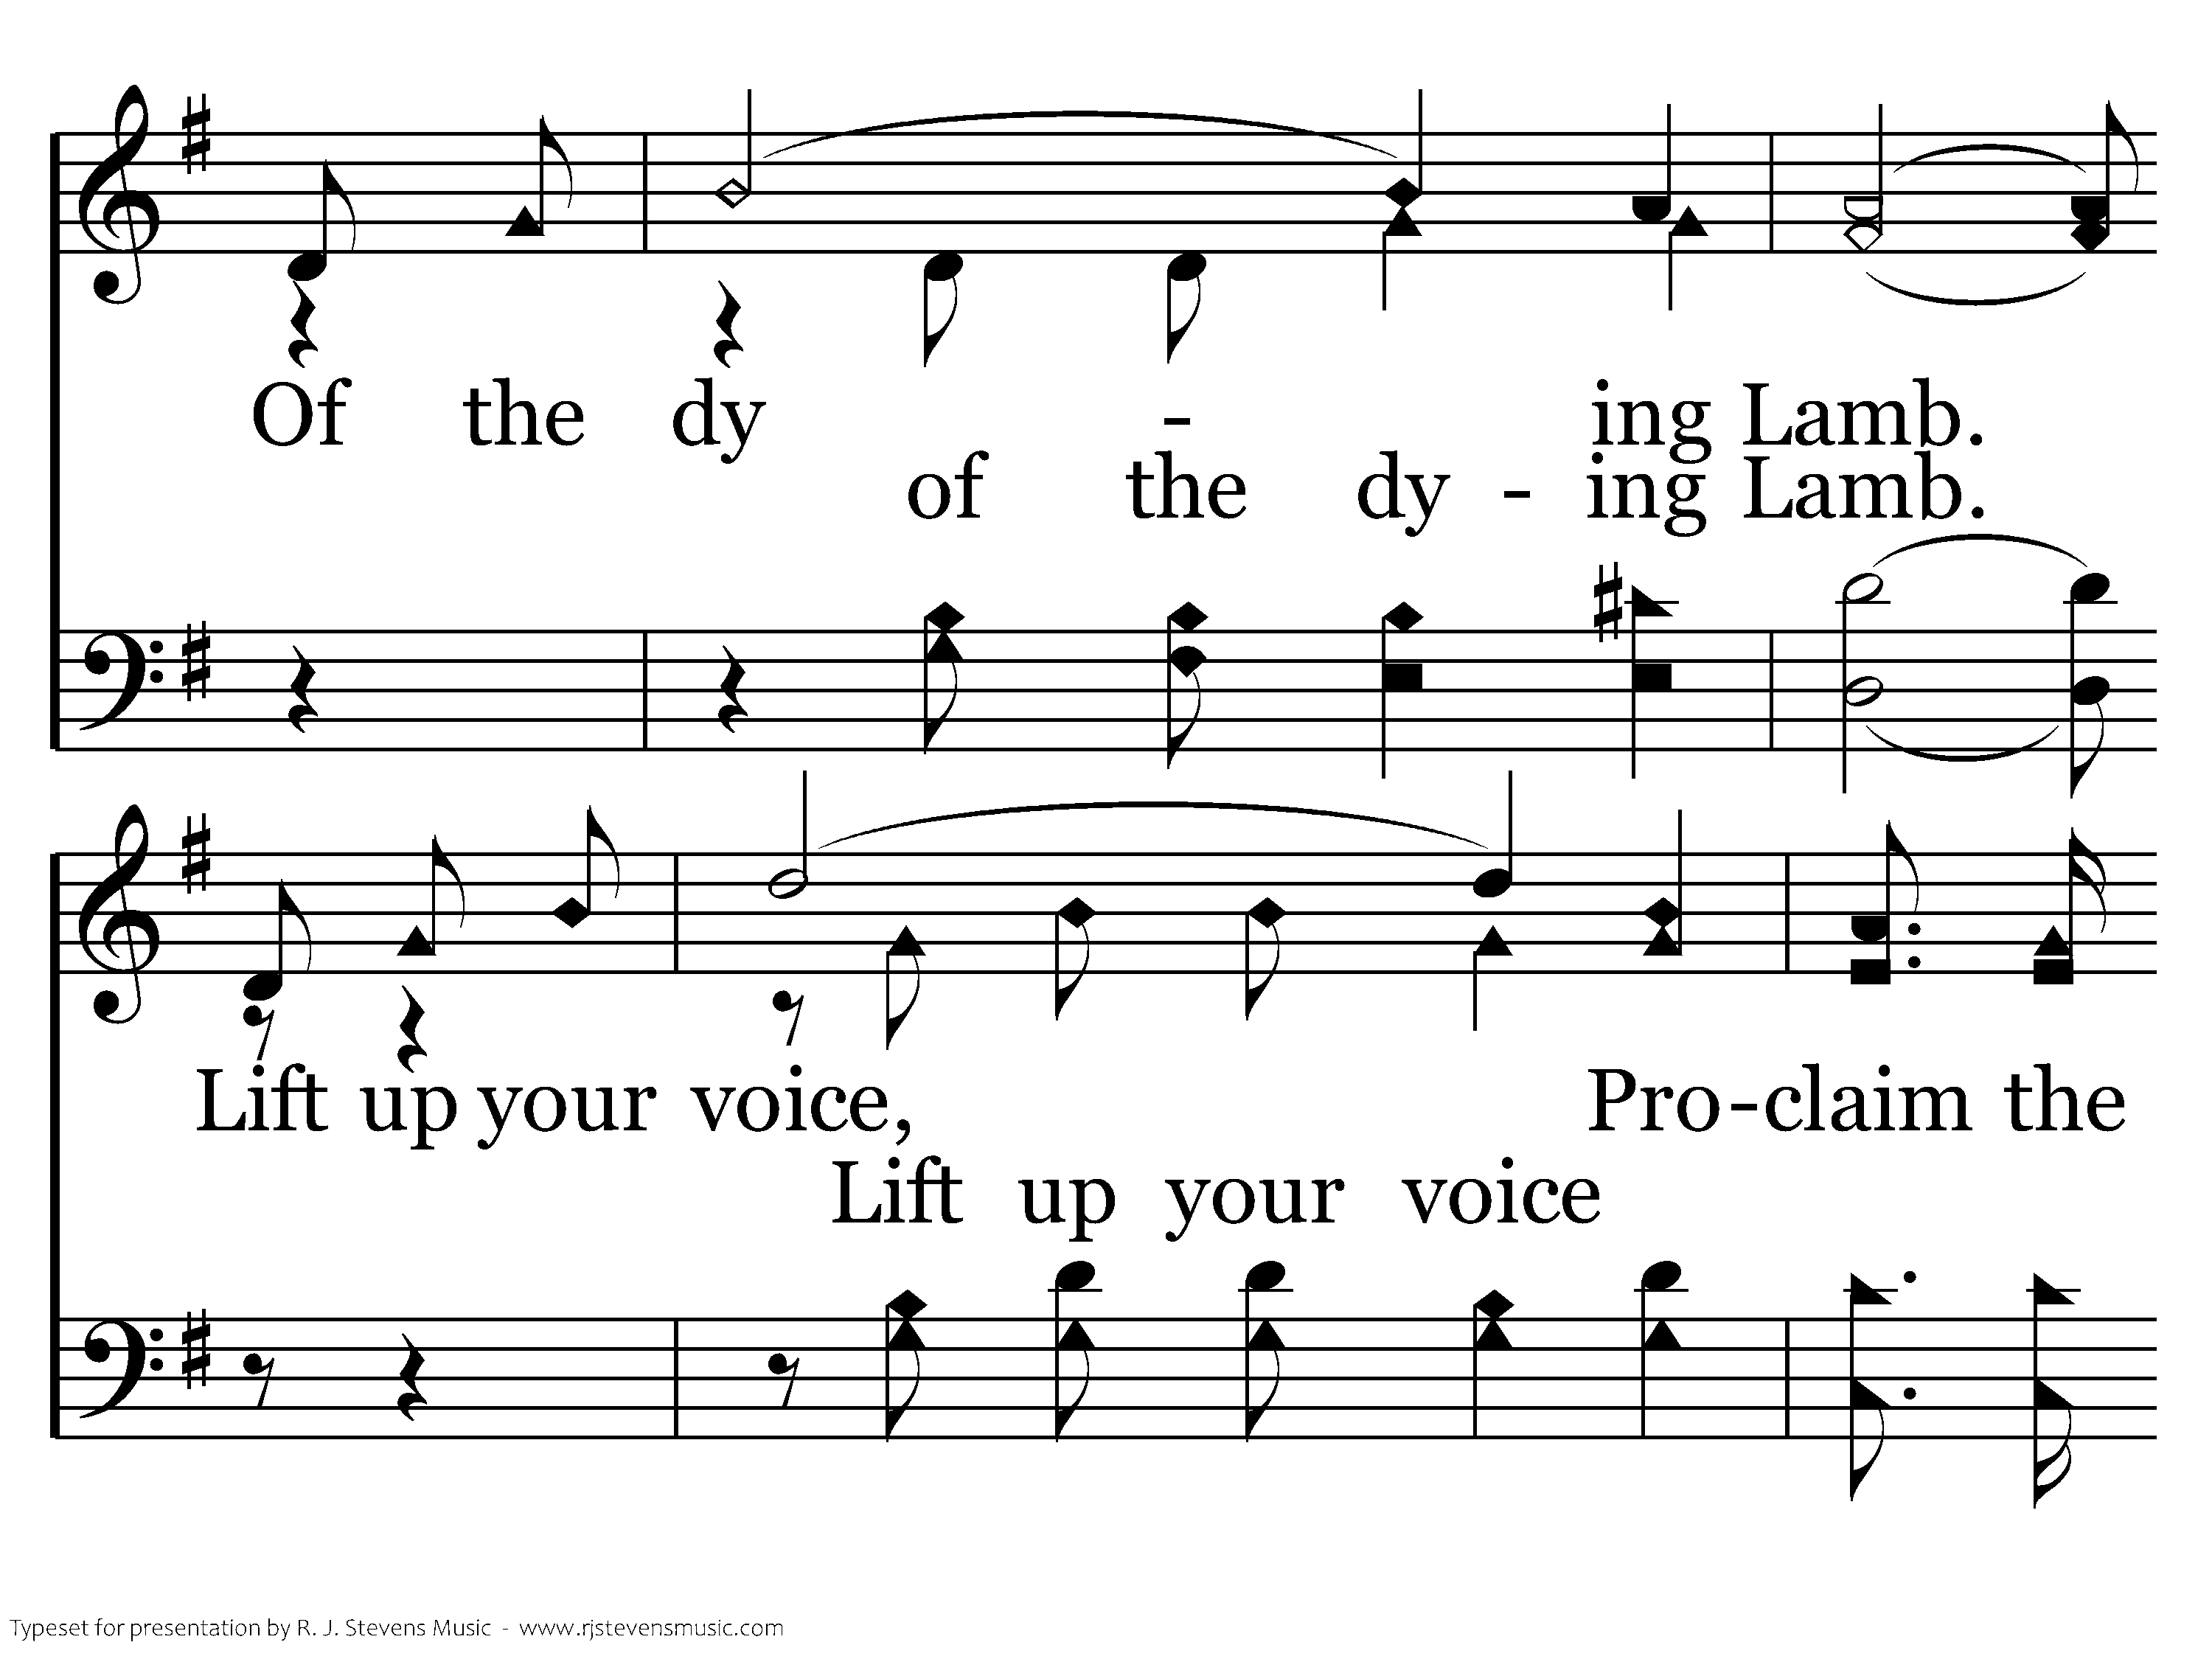 Of the dy - ing Lamb.
of the dy - ing Lamb.
Lift up your voice, Pro-claim the
Lift up your voice
Typeset for presentation by R. J. Stevens Music - www.rjstevensmusic.com